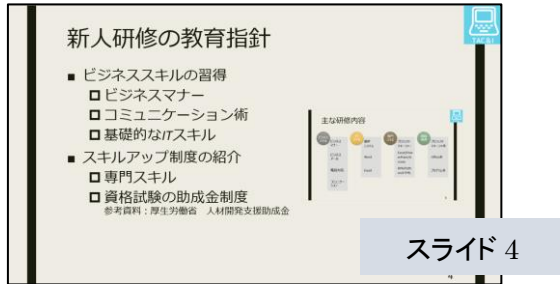 新人研修の教育指針
TAC&J
■ ビジネススキルの習得
ビジネスマナー
コミュニケーション術
基礎的なITスキル
■ スキルアップ制度の紹介
専門スキル
資格試験の助成金制度
参考資料：厚生労働省 人材開発支援助成金
主な研修内容
スライド 4
4